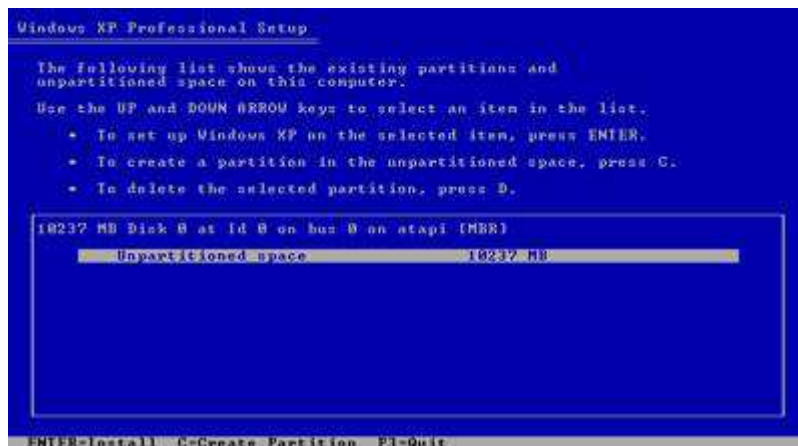 Windows XP Professional Setup
The following list shows the existing partitions and
unpartitioned space on this computer.
Use the UP and DOWN ARROW keys to select an item in the list.
• To set up Windows XP on the selected item, press ENTER.
• To create a partition in the unpartitioned space, press C.
• To delete the selected partition, press D.
10237 MB Disk 0 at Id 0 on bus 0 on atapi [MBR]
Unpartitioned space 10237 MB
ENTER=Install C=Create Partition F3=Quit